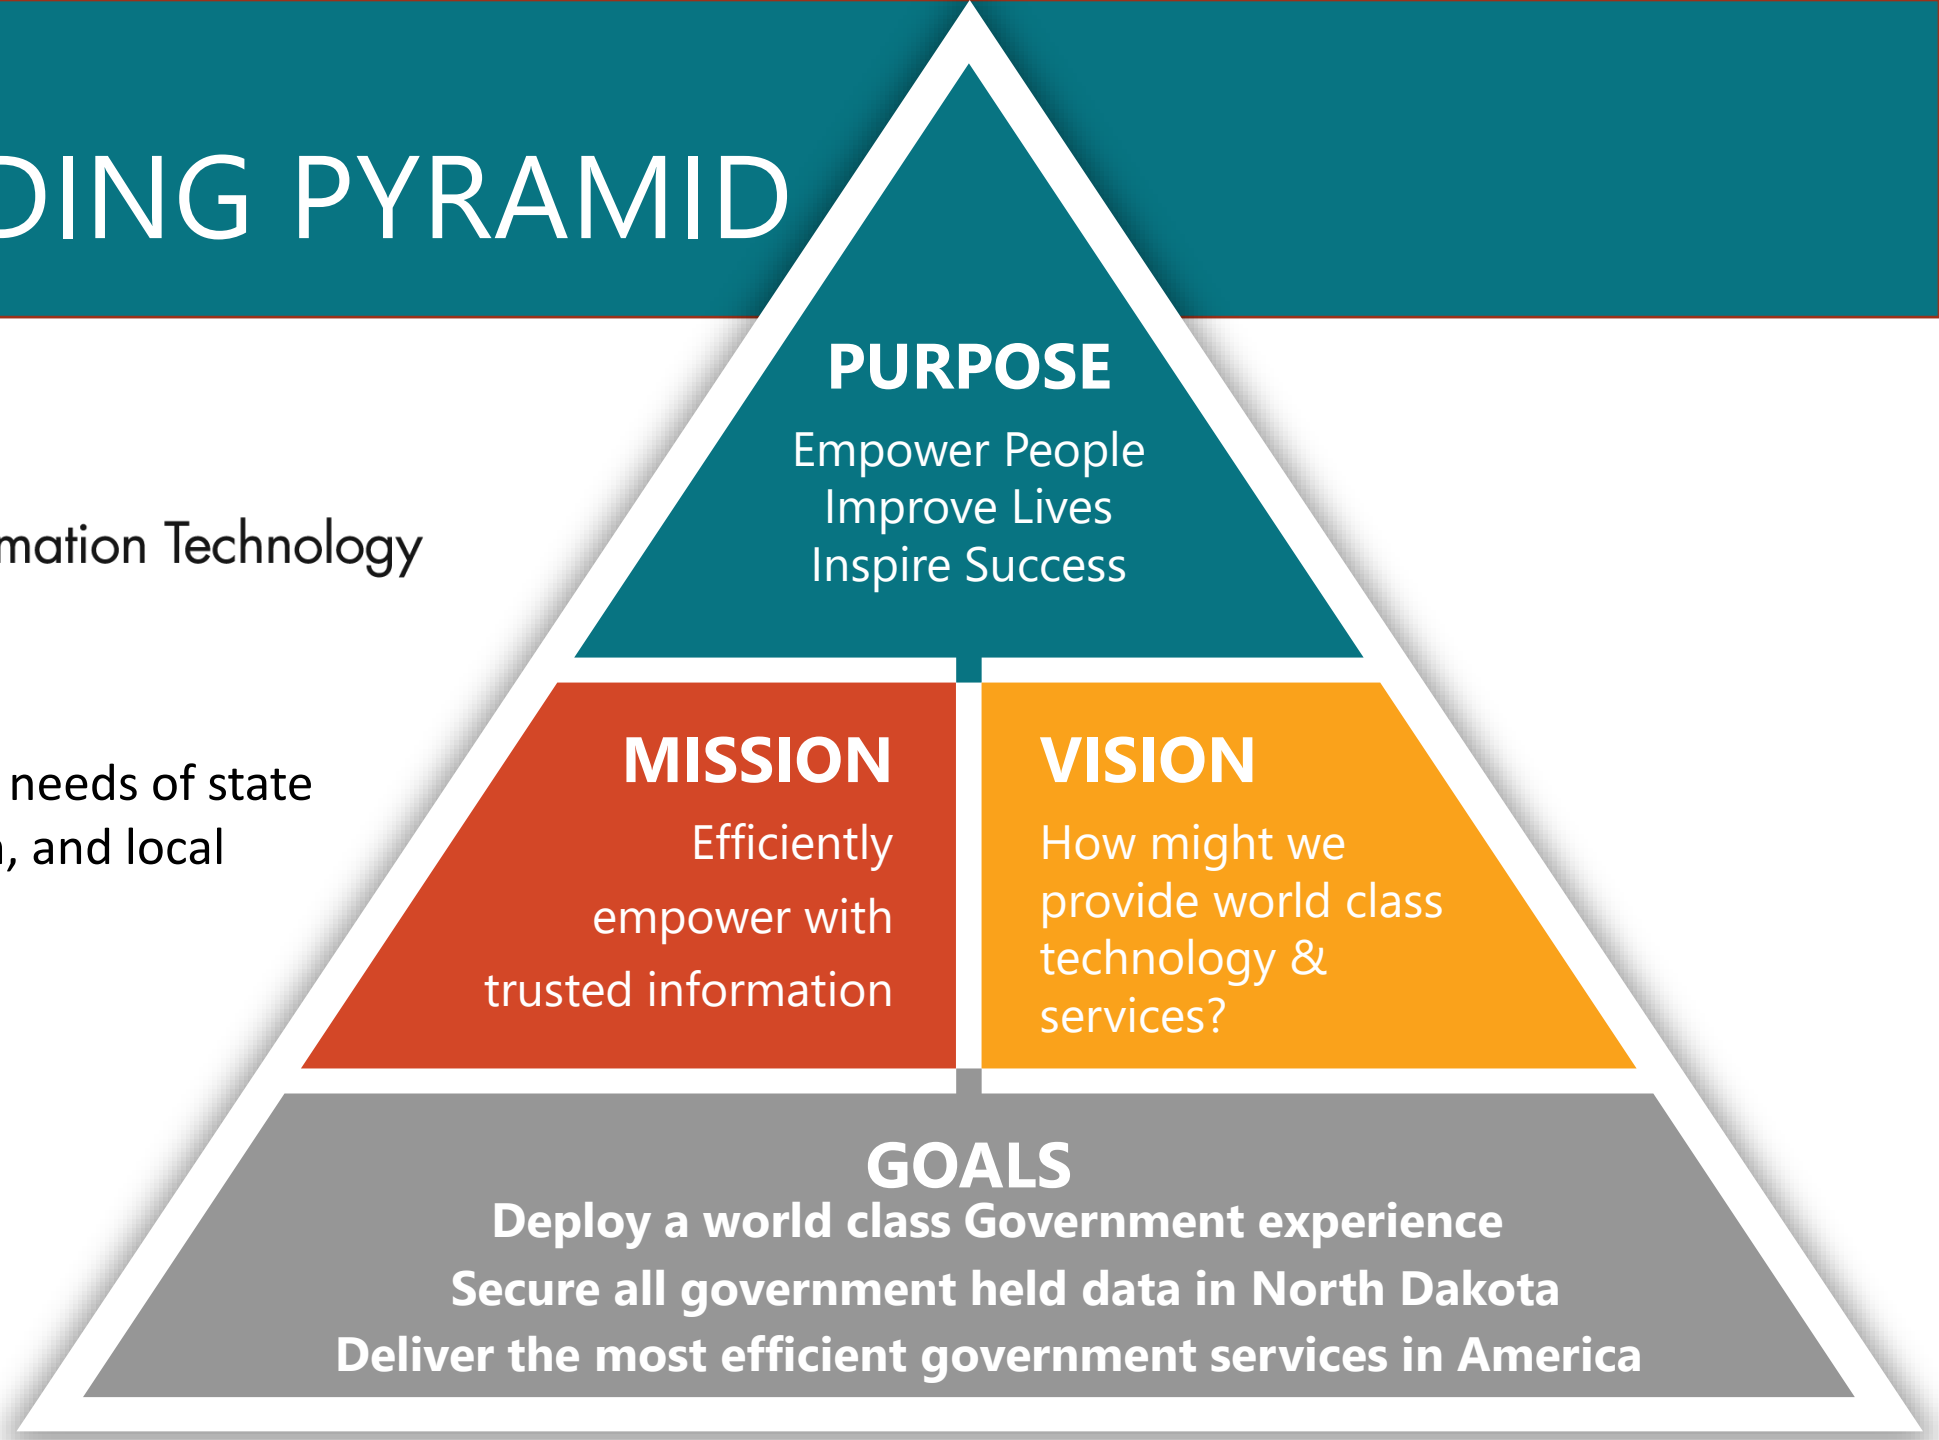 DING PYRAMID
PURPOSE
Empower People
Improve Lives
Inspire Success
mation Technology
needs of state
, and local
MISSION
Efficiently
empower with
trusted information
VISION
How might we
provide world class
technology &
services?
GOALS
Deploy a world class Government experience
Secure all government held data in North Dakota
Deliver the most efficient government services in America